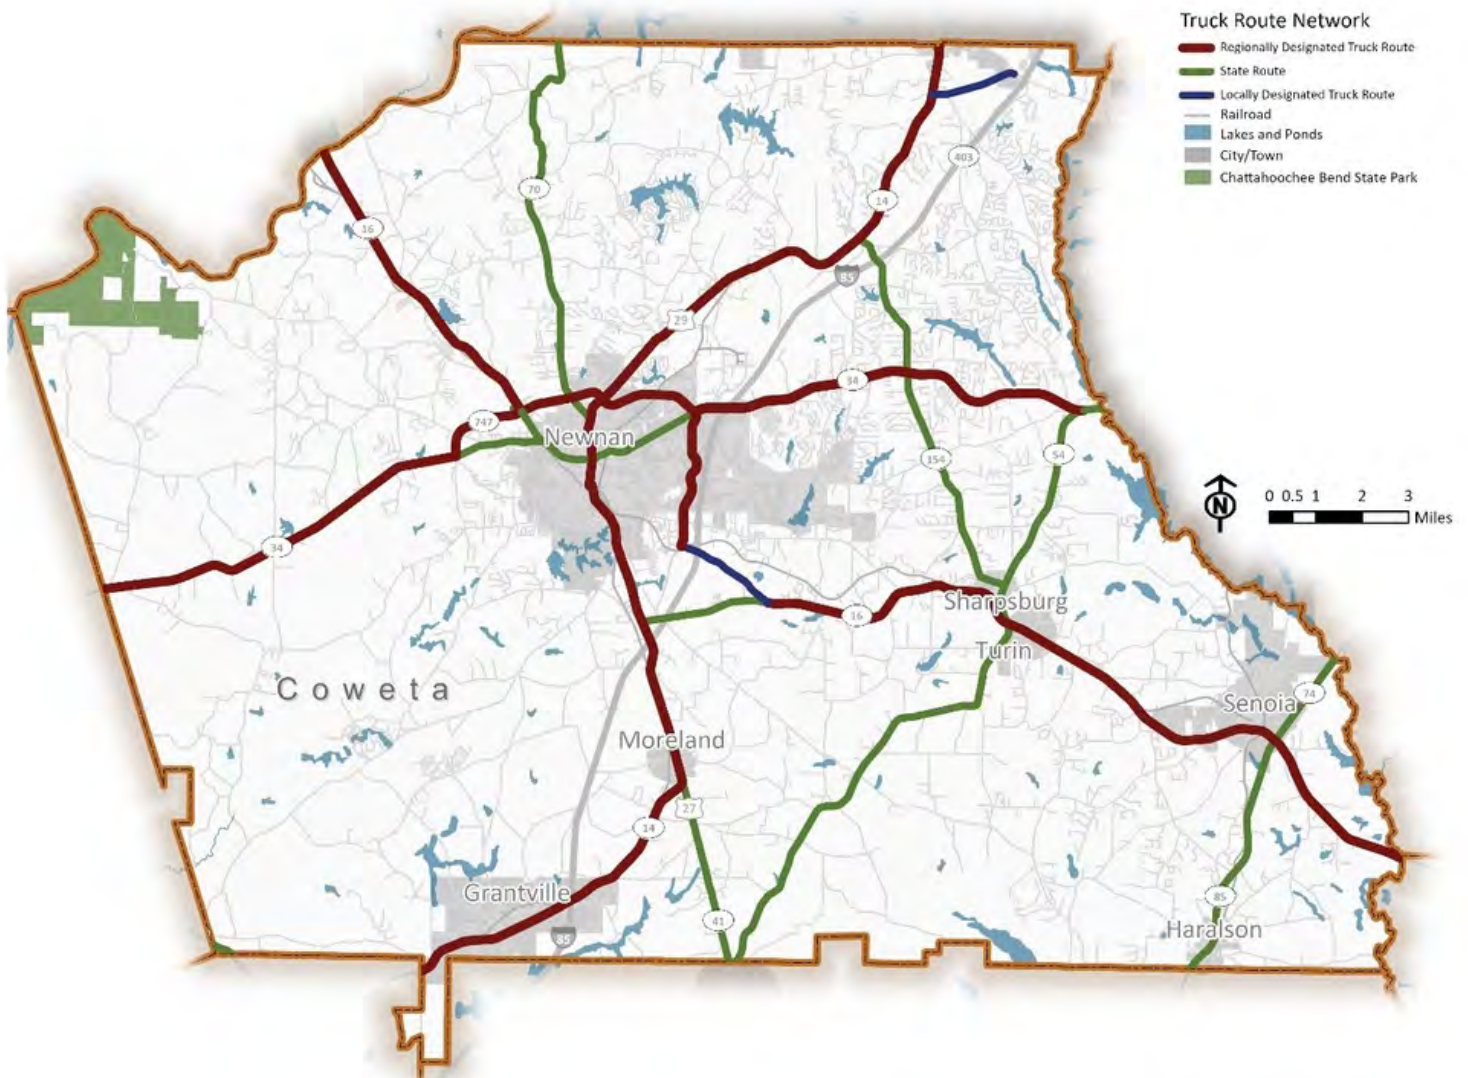 Truck Route Network
Regionally Designated Truck Route
State Route
Locally Designated Truck Route
Railroad
Lakes and Ponds
City/Town
Chattahoochee Bend State Park
403
70
14
16
85
29
34
747
Newnan
154
54
N
0 0.5 1 2 3
Miles
34
Sharpsburg
16
Turin
Coweta
74
Senoia
Moreland
27
14
Grantville
85
41
85
Haralson